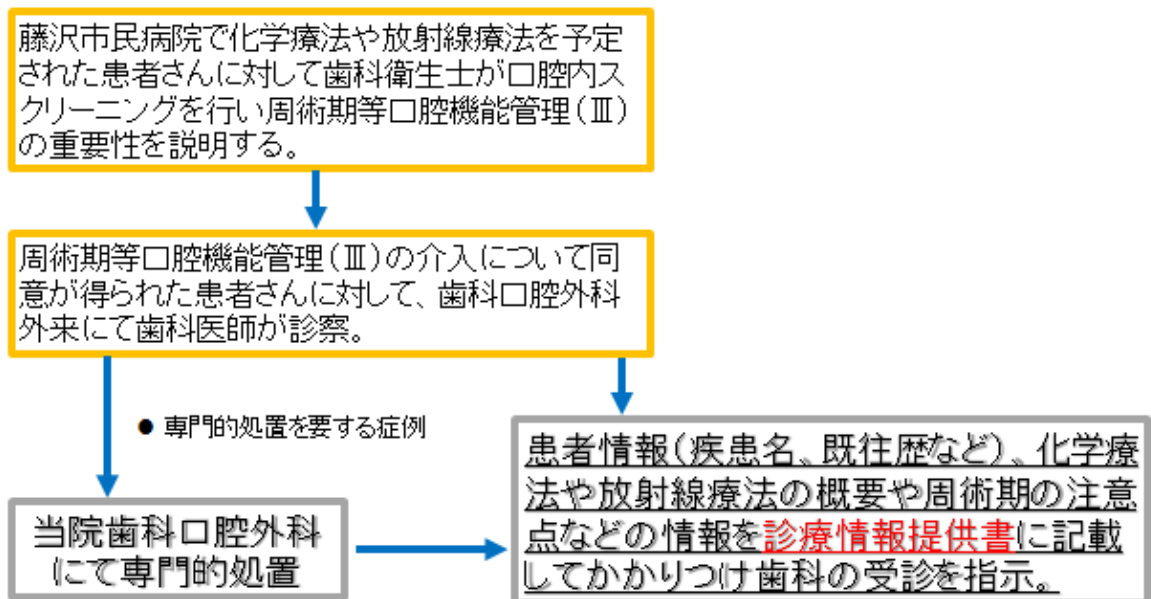 藤沢市民病院で化学療法や放射線療法を予定
された患者さんに対して歯科衛生士が口腔内ス
クリーニングを行い周術期等口腔機能管理(Ⅲ)
の重要性を説明する。
周術期等口腔機能管理(Ⅲ)の介入について同
意が得られた患者さんに対して、歯科口腔外科
外来にて歯科医師が診察。
● 専門的処置を要する症例
当院歯科口腔外科
にて専門的処置
患者情報(疾患名、既往歴など)、化学療
法や放射線療法の概要や周術期の注意
点などの情報を診療情報提供書に記載
してかかりつけ歯科の受診を指示。